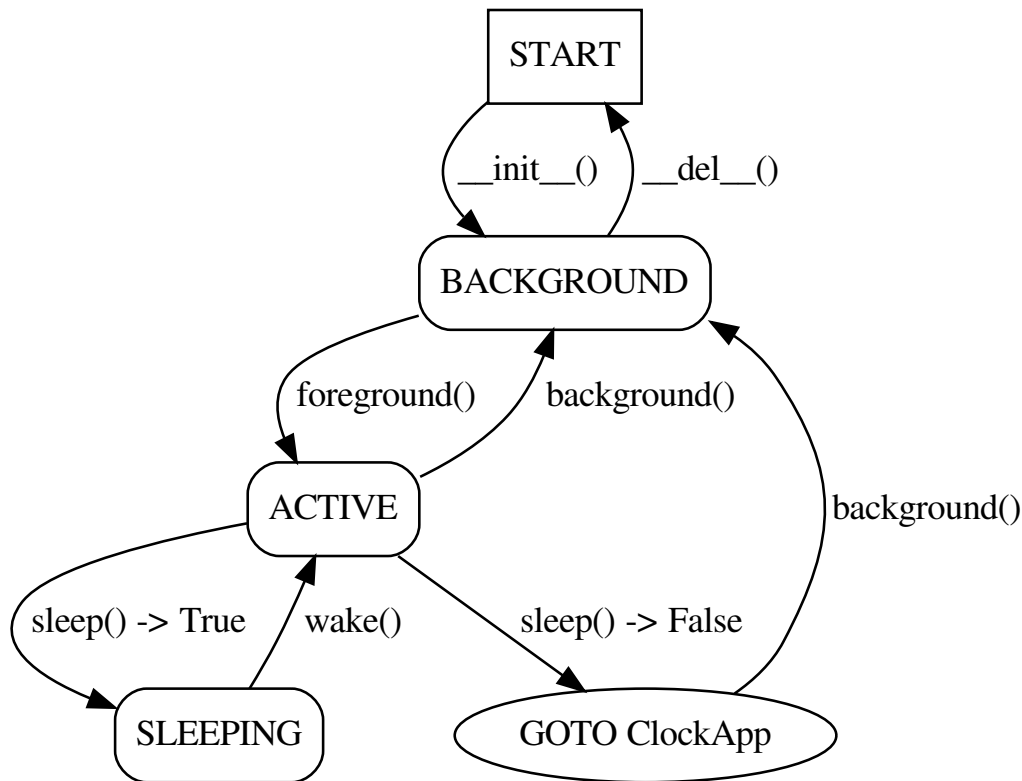 START
__init__()
__del__()
BACKGROUND
foreground()
background()
ACTIVE
background()
sleep() -> True
wake()
sleep() -> False
SLEEPING
GOTO ClockApp